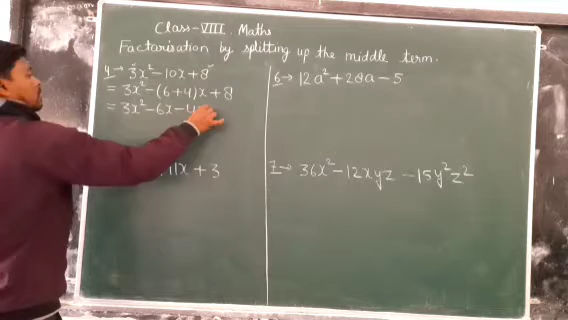 Class-VIII. Maths
Factorisation by splitting up the middle term.
4→ 3x²-10x+8
= 3x²-(6+4)x+8
= 3x²-6x-4
11x+3
6→ 12a²+28a-5
7→ 36x²-12xyz-15y²z²